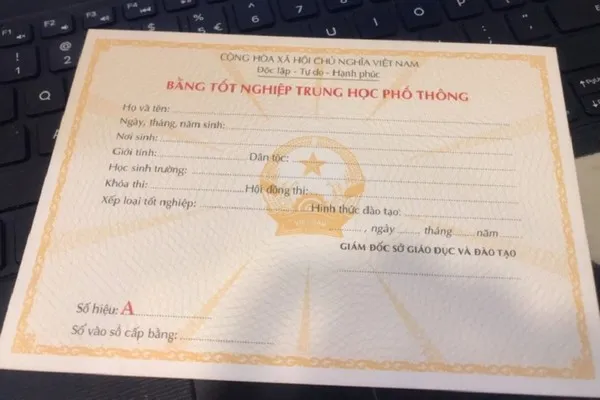 CỘNG HÒA XÃ HỘI CHỦ NGHĨA VIỆT NAM
Độc lập - Tự do - Hạnh phúc
BẰNG TỐT NGHIỆP TRUNG HỌC PHỔ THÔNG
Họ và tên:
Ngày, tháng, năm sinh:
Nơi sinh:
Giới tính: Dân tộc:
Học sinh trường:
Khóa thi: Hội đồng thi:
Xếp loại tốt nghiệp: Hình thức đào tạo:
, ngày tháng năm
GIÁM ĐỐC SỞ GIÁO DỤC VÀ ĐÀO TẠO
Số hiệu: A
Số vào sổ cấp bằng: